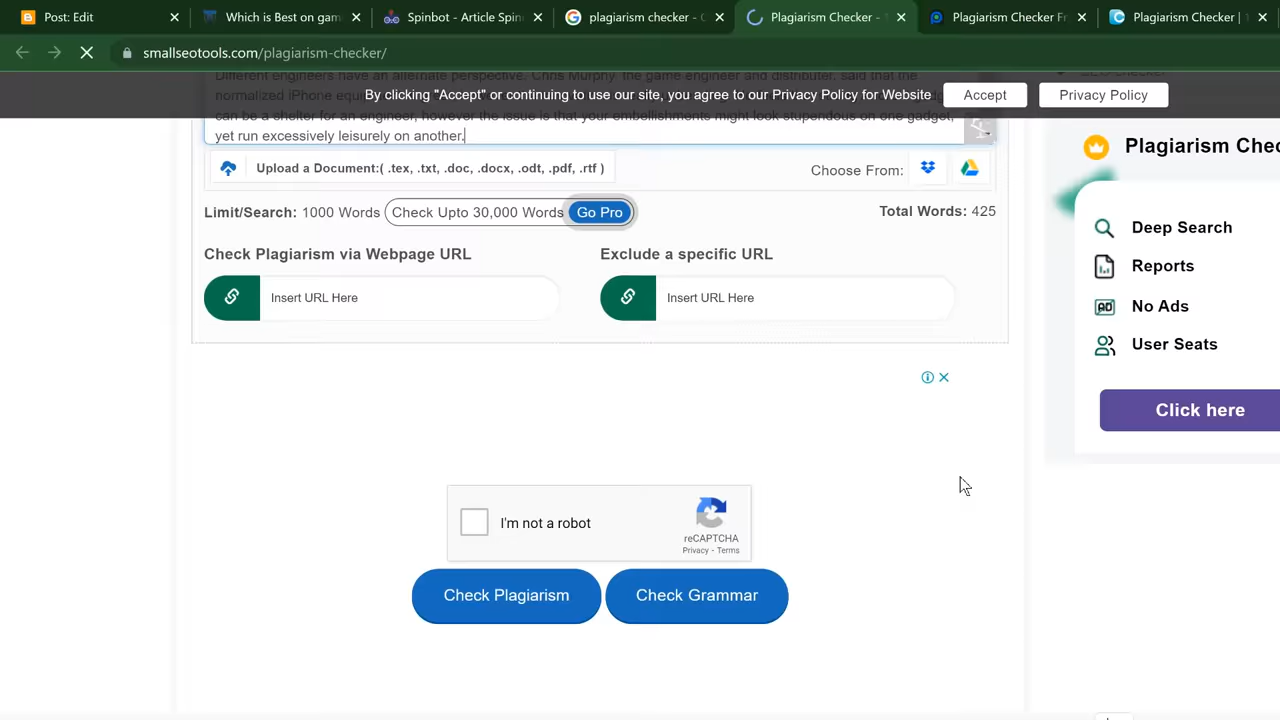 Post: Edit
Which is Best on gam
Spinbot - Article Spin
plagiarism checker -
Plagiarism Checker -
Plagiarism Checker Fr
Plagiarism Checker |
smallseotools.com/plagiarism-checker/
Different engineers have an alternate perspective. Chris Murphy, the game engineer and distributer, said that the
By clicking "Accept" or continuing to use our site, you agree to our Privacy Policy for Website
Accept
Privacy Policy
normalized iPhone
can be a shelter for an engineer, however the issue is that your embellishments might look stupendous on one gadget,
yet run excessively leisurely on another.
Upload a Document:( .tex, .txt, .doc, .docx, .odt, .pdf, .rtf )
Choose From:
Limit/Search: 1000 Words
Check Upto 30,000 Words
Go Pro
Total Words: 425
Check Plagiarism via Webpage URL
Exclude a specific URL
Insert URL Here
Insert URL Here
I'm not a robot
reCAPTCHA
Privacy - Terms
Check Plagiarism
Check Grammar
Plagiarism Chec
Deep Search
Reports
AD
No Ads
User Seats
Click here